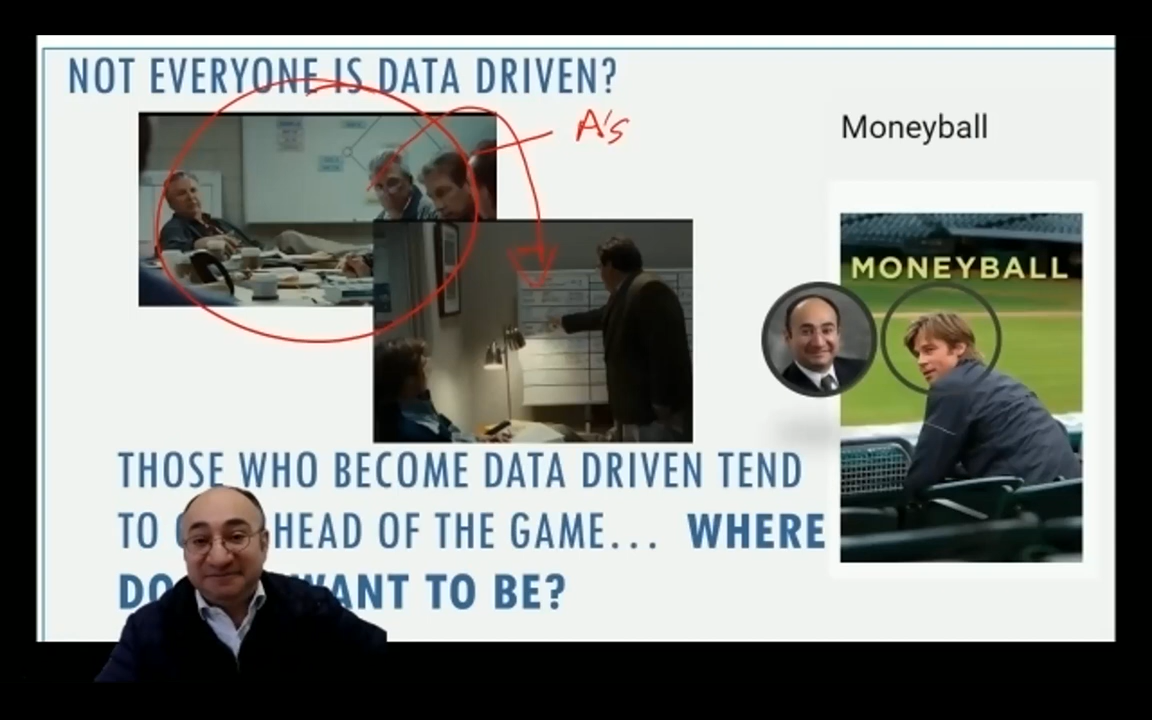 NOT EVERYONE IS DATA DRIVEN?
A's
Moneyball
MONEYBALL
THOSE WHO BECOME DATA DRIVEN TEND
TO HEAD OF THE GAME... WHERE
DO WANT TO BE?